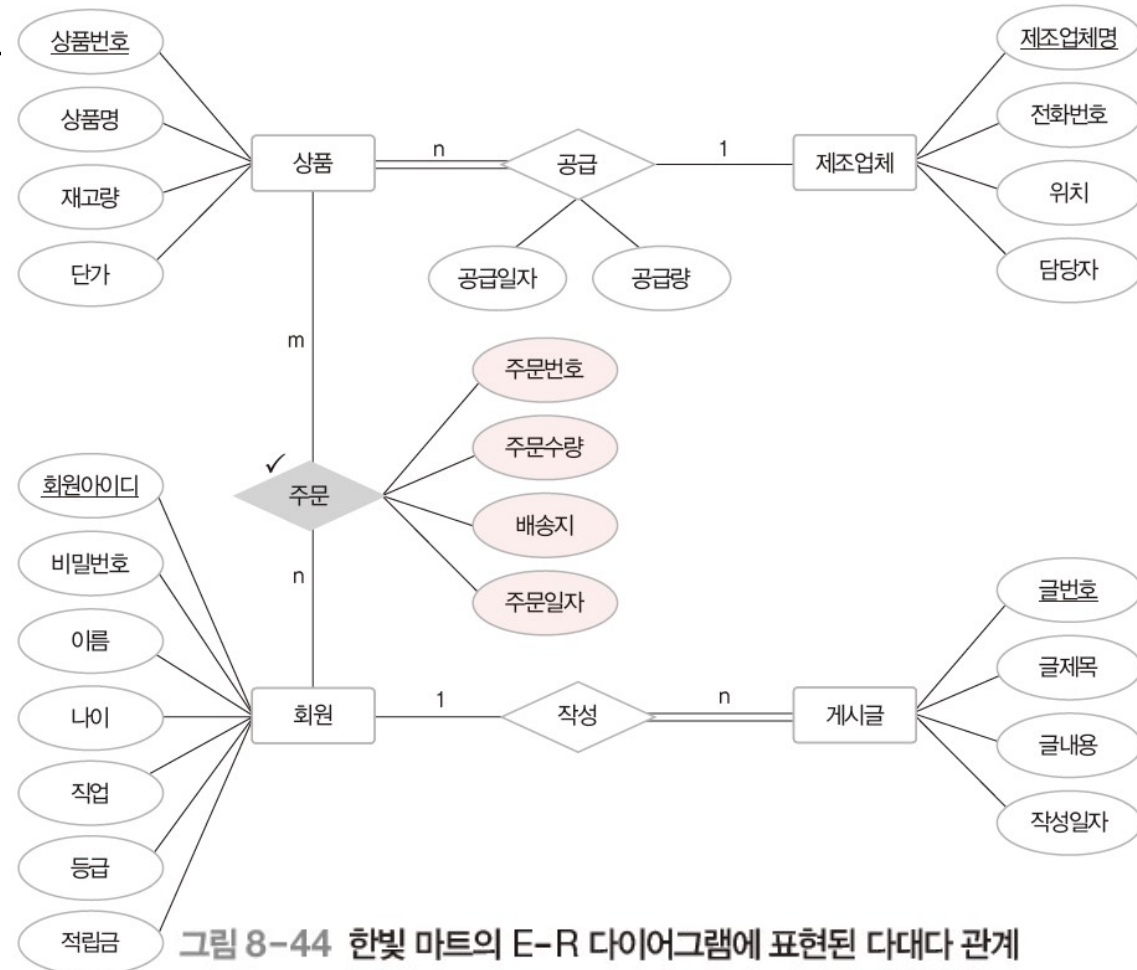 상품번호
상품명
재고량
단가
상품
n
공급
1
제조업체
제조업체명
전화번호
위치
담당자
공급일자
공급량
m
주문번호
주문수량
배송지
주문일자
✓
주문
n
회원아이디
비밀번호
이름
나이
직업
등급
적립금
회원
1
작성
n
게시글
글번호
글제목
글내용
작성일자
그림 8-44 한빛 마트의 E-R 다이어그램에 표현된 다대다 관계